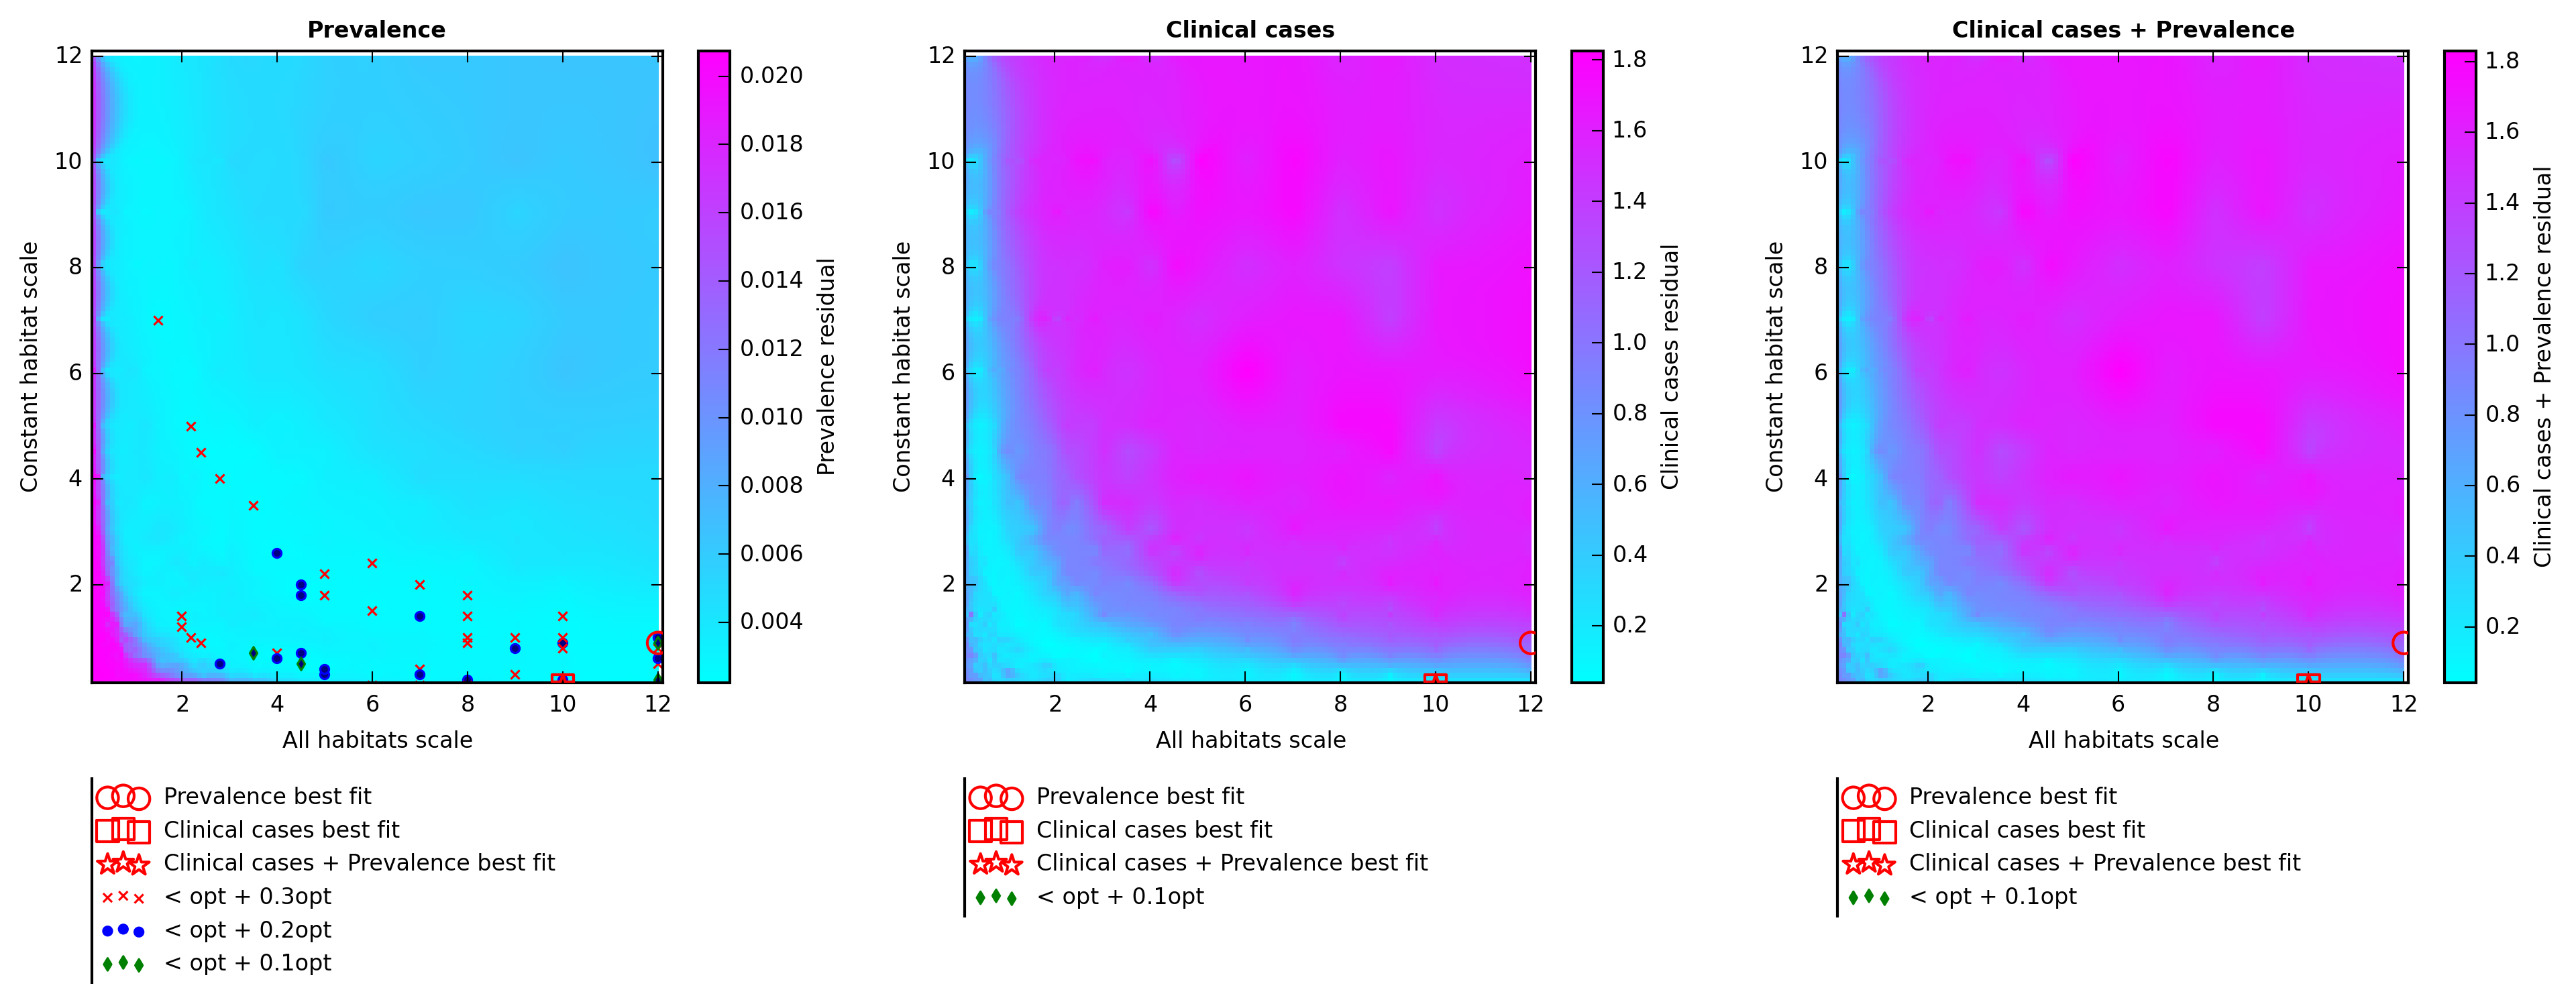 Prevalence
12
10
8
6
4
2
2 4 6 8 10 12
Constant habitat scale
All habitats scale
0.020
0.018
0.016
0.014
0.012
0.010
0.008
0.006
0.004
Prevalence residual
Prevalence best fit
Clinical cases best fit
Clinical cases + Prevalence best fit
< opt + 0.3opt
< opt + 0.2opt
< opt + 0.1opt
Clinical cases
12
10
8
6
4
2
2 4 6 8 10 12
Constant habitat scale
All habitats scale
1.8
1.6
1.4
1.2
1.0
0.8
0.6
0.4
0.2
Clinical cases residual
Prevalence best fit
Clinical cases best fit
Clinical cases + Prevalence best fit
< opt + 0.1opt
Clinical cases + Prevalence
12
10
8
6
4
2
2 4 6 8 10 12
Constant habitat scale
All habitats scale
1.8
1.6
1.4
1.2
1.0
0.8
0.6
0.4
0.2
Clinical cases + Prevalence residual
Prevalence best fit
Clinical cases best fit
Clinical cases + Prevalence best fit
< opt + 0.1opt